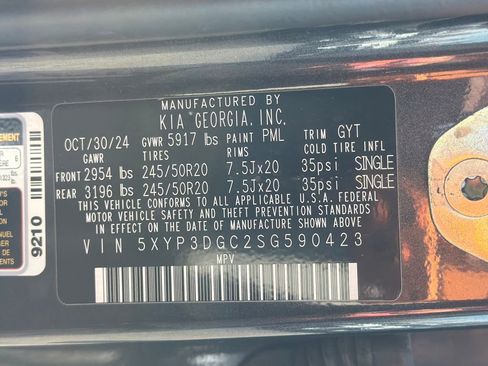 MANUFACTURED BY
KIA GEORGIA, INC.
OCT/30/24 GVWR 5917 lbs PAINT PML TRIM GYT
GAWR TIRES RIMS COLD TIRE INFL
FRONT 2954 lbs 245/50R20 7.5Jx20 35psi SINGLE
REAR 3196 lbs 245/50R20 7.5Jx20 35psi SINGLE
THIS VEHICLE CONFORMS TO ALL APPLICABLE U.S.A. FEDERAL
MOTOR VEHICLE SAFETY AND THEFT PREVENTION STANDARDS
IN EFFECT ON THE DATE OF MANUFACTURE SHOWN ABOVE.
VIN 5XYP3DGC2SG590423
MPV
9210